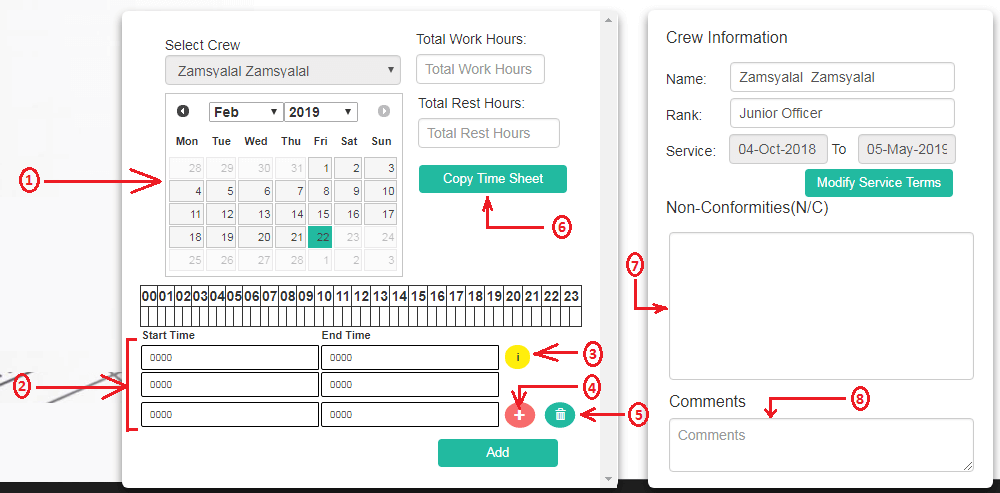 Select Crew
Zamsyalal Zamsyalal
Total Work Hours:
Total Work Hours
Total Rest Hours:
Total Rest Hours
Copy Time Sheet
Feb 2019
Mon Tue Wed Thu Fri Sat Sun
28 29 30 31 1 2 3
4 5 6 7 8 9 10
11 12 13 14 15 16 17
18 19 20 21 22 23 24
25 26 27 28 1 2 3
1
6
00 01 02 03 04 05 06 07 08 09 10 11 12 13 14 15 16 17 18 19 20 21 22 23
Start Time End Time
0000 0000 i
0000 0000
0000 0000 +
2
3
4
5
Add
Crew Information
Name: Zamsyalal Zamsyalal
Rank: Junior Officer
Service: 04-Oct-2018 To 05-May-2019
Modify Service Terms
Non-Conformities(N/C)
7
Comments
8
Comments